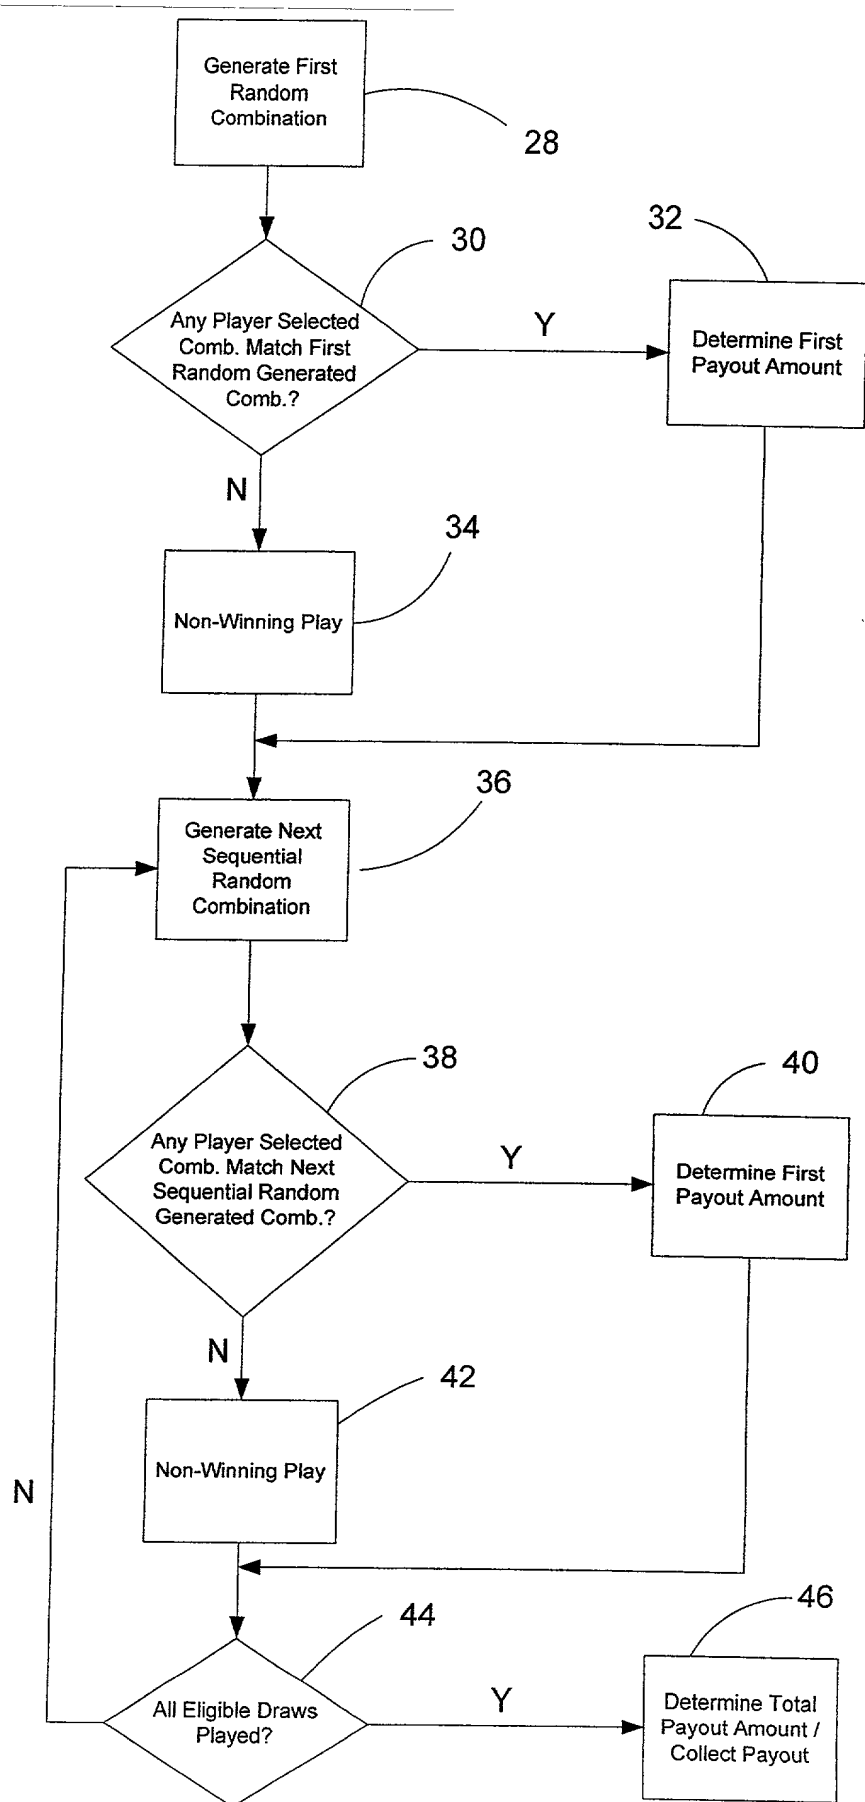 Generate First
Random
Combination
28
30
32
Any Player Selected
Comb. Match First
Random Generated
Comb.?
Y
Determine First
Payout Amount
N
34
Non-Winning Play
36
Generate Next
Sequential
Random
Combination
38
40
Any Player Selected
Comb. Match Next
Sequential Random
Generated Comb.?
Y
Determine First
Payout Amount
N
42
Non-Winning Play
N
44
46
All Eligible Draws
Played?
Y
Determine Total
Payout Amount /
Collect Payout